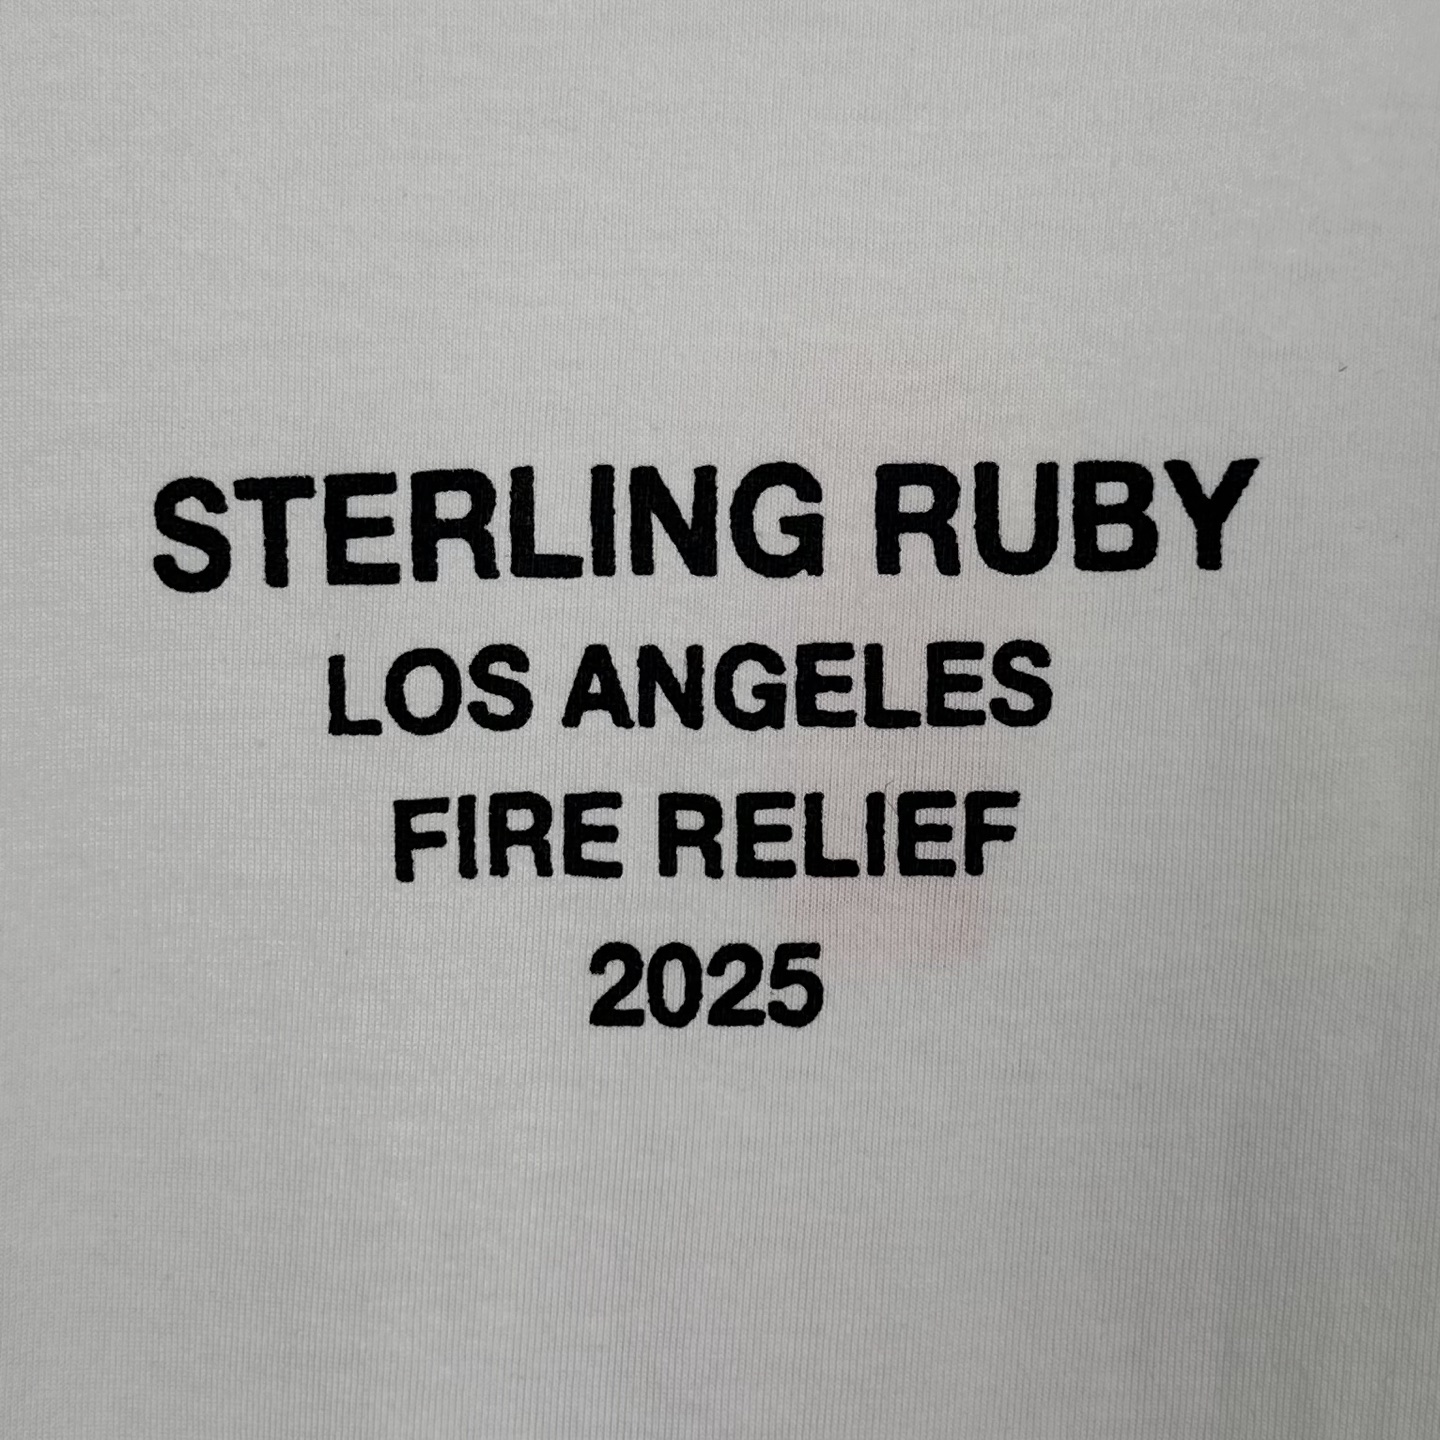 STERLING RUBY
LOS ANGELES
FIRE RELIEF
2025